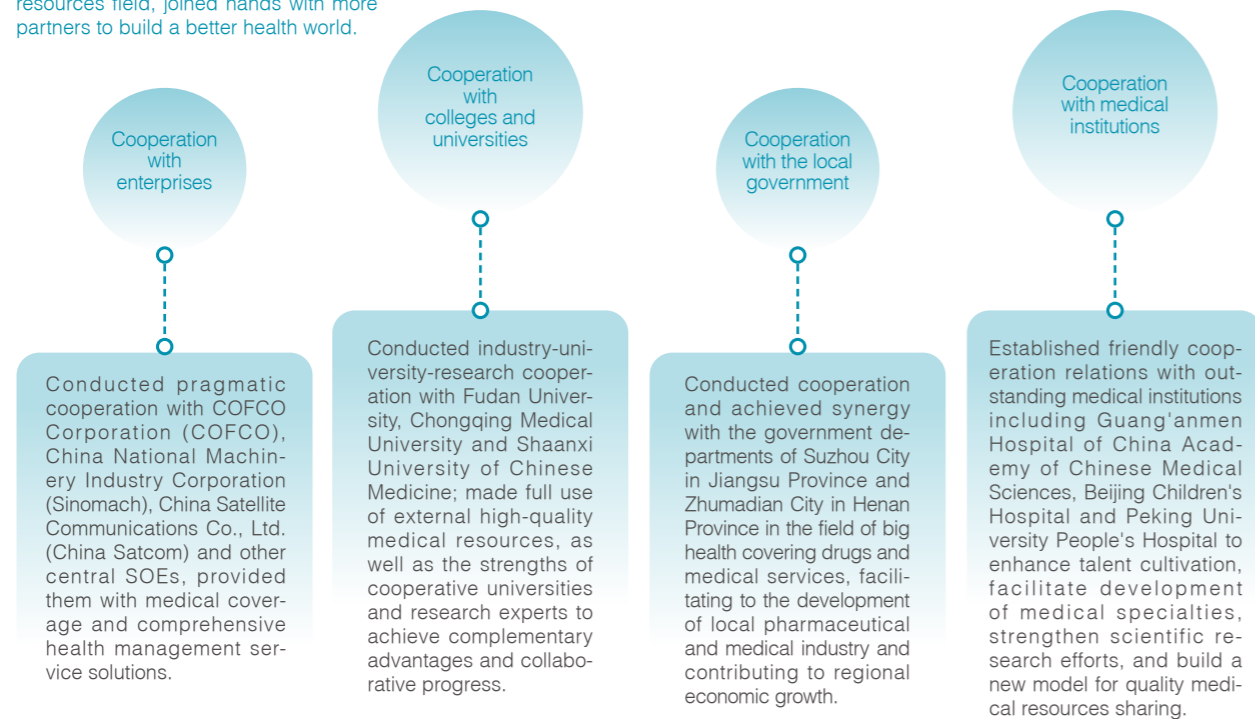 resources field, joined hands with more
partners to build a better health world.
Cooperation
with
enterprises
Conducted pragmatic
cooperation with COFCO
Corporation (COFCO),
China National Machin-
ery Industry Corporation
(Sinomach), China Satellite
Communications Co., Ltd.
(China Satcom) and other
central SOEs, provided
them with medical cover-
age and comprehensive
health management ser-
vice solutions.
Cooperation
with
colleges and
universities
Conducted industry-uni-
versity-research cooper-
ation with Fudan Univer-
sity, Chongqing Medical
University and Shaanxi
University of Chinese
Medicine; made full use
of external high-quality
medical resources, as
well as the strengths of
cooperative universities
and research experts to
achieve complementary
advantages and collabo-
rative progress.
Cooperation
with the local
government
Conducted cooperation
and achieved synergy
with the government de-
partments of Suzhou City
in Jiangsu Province and
Zhumadian City in Henan
Province in the field of big
health covering drugs and
medical services, facili-
tating to the development
of local pharmaceutical
and medical industry and
contributing to regional
economic growth.
Cooperation
with medical
institutions
Established friendly coop-
eration relations with out-
standing medical institutions
including Guang'anmen
Hospital of China Acad-
emy of Chinese Medical
Sciences, Beijing Children's
Hospital and Peking Uni-
versity People's Hospital to
enhance talent cultivation,
facilitate development
of medical specialties,
strengthen scientific re-
search efforts, and build a
new model for quality medi-
cal resources sharing.